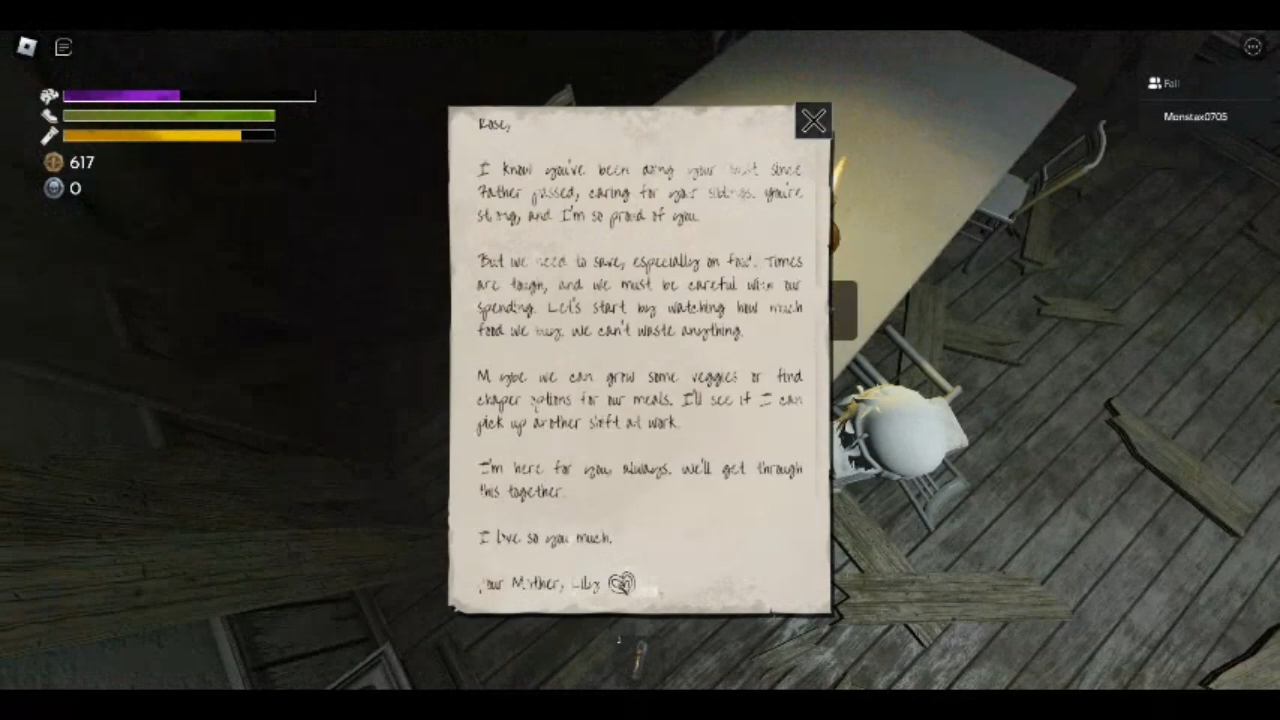 Fall
Monstax0705
617
0
Rose,
I know you've been doing your best since
Father passed, caring for your siblings. You're
strong, and I'm so proud of you.
But we need to save, especially on food. Times
are tough, and we must be careful with our
spending. Let's start by watching how much
food we buy, we can't waste anything.
Maybe we can grow some veggies or find
chaper options for our meals. I'll see if I can
pick up another shift at work.
I'm here for you, always. We'll get through
this together.
I love so you much.
Your Mother, Lily